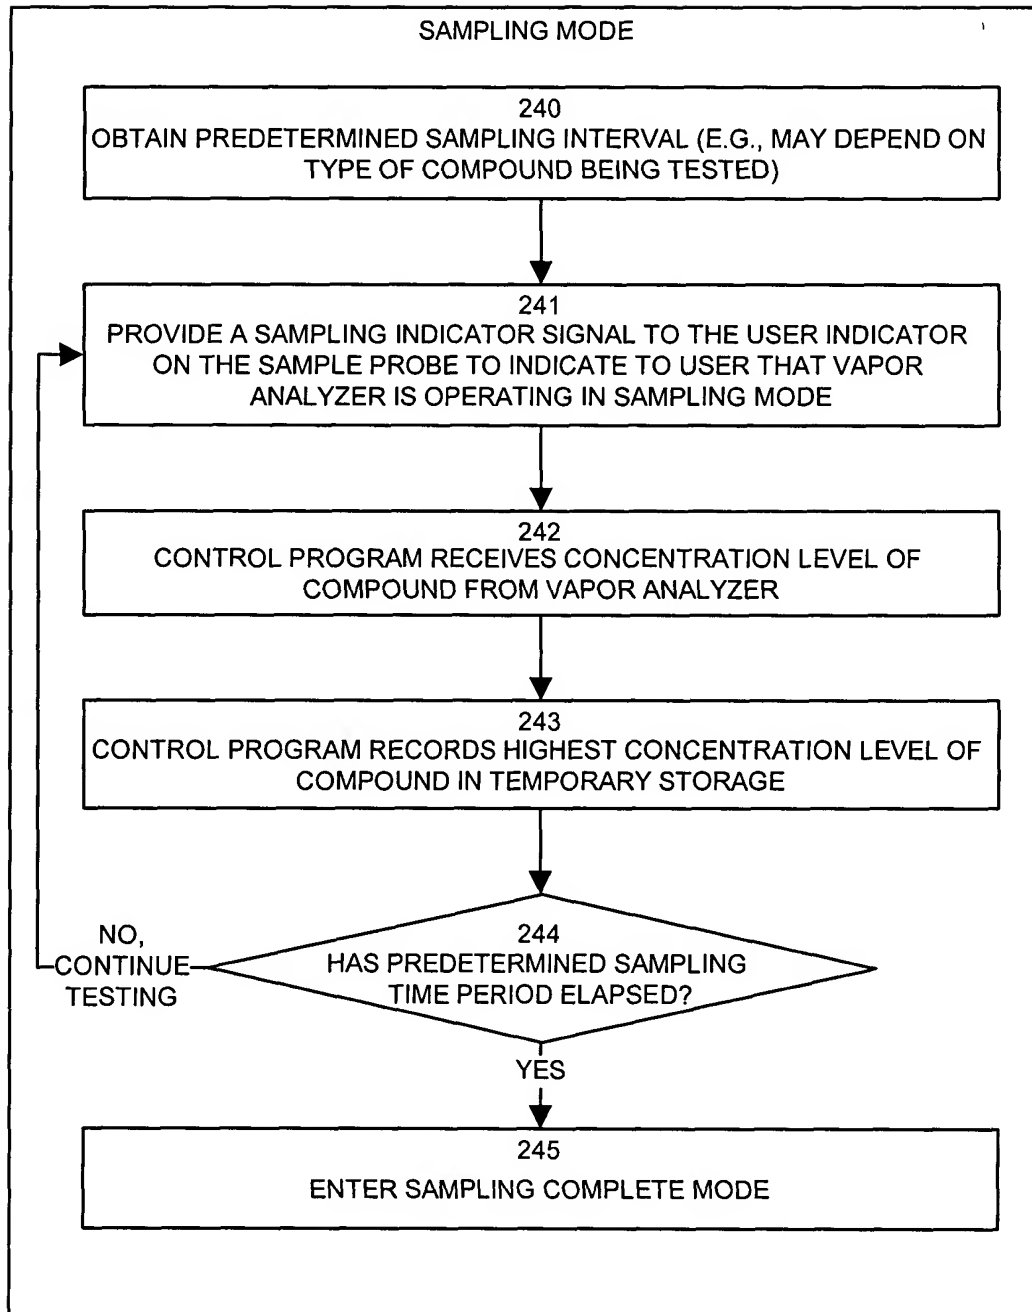 SAMPLING MODE
240
OBTAIN PREDETERMINED SAMPLING INTERVAL (E.G., MAY DEPEND ON
TYPE OF COMPOUND BEING TESTED)
241
PROVIDE A SAMPLING INDICATOR SIGNAL TO THE USER INDICATOR
ON THE SAMPLE PROBE TO INDICATE TO USER THAT VAPOR
ANALYZER IS OPERATING IN SAMPLING MODE
242
CONTROL PROGRAM RECEIVES CONCENTRATION LEVEL OF
COMPOUND FROM VAPOR ANALYZER
243
CONTROL PROGRAM RECORDS HIGHEST CONCENTRATION LEVEL OF
COMPOUND IN TEMPORARY STORAGE
244
HAS PREDETERMINED SAMPLING
TIME PERIOD ELAPSED?
NO,
CONTINUE
TESTING
YES
245
ENTER SAMPLING COMPLETE MODE